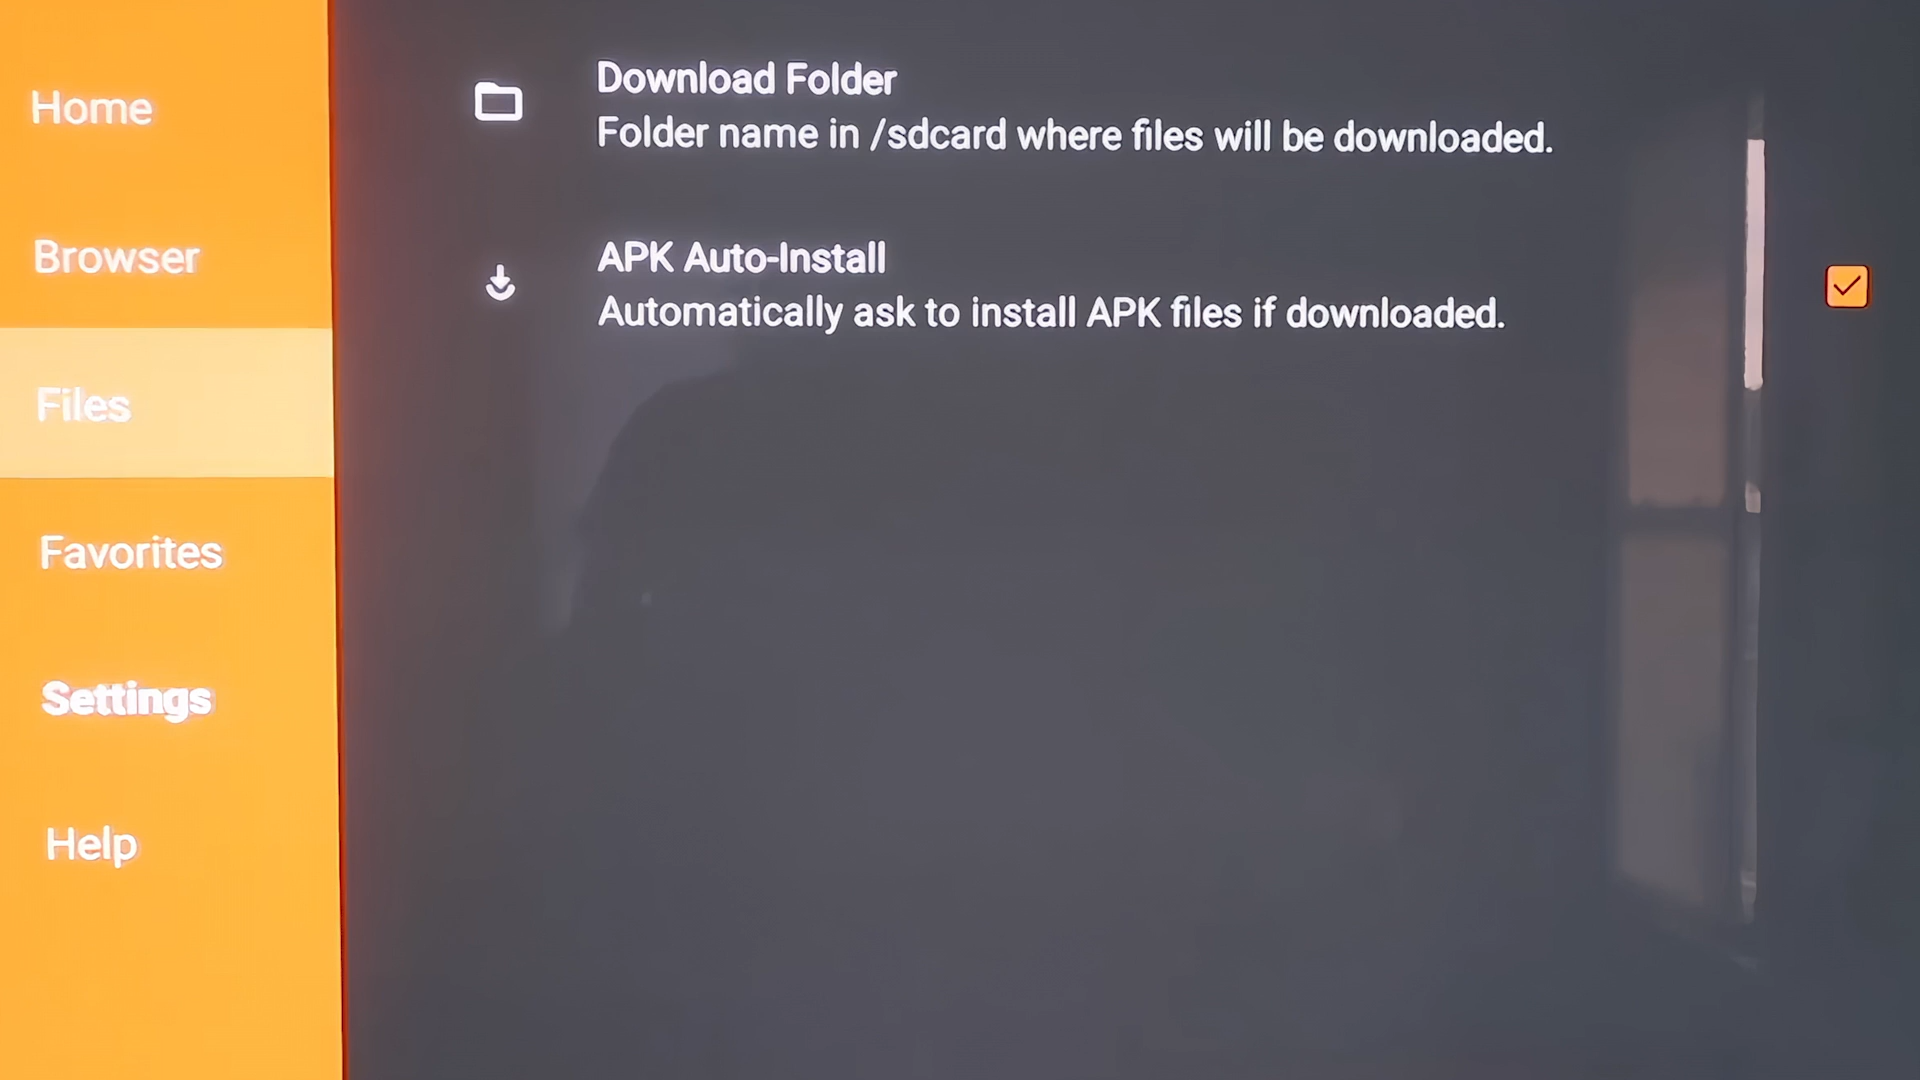 Home
Browser
Files
Favorites
Settings
Help
Download Folder
Folder name in /sdcard where files will be downloaded.
APK Auto-Install
Automatically ask to install APK files if downloaded.